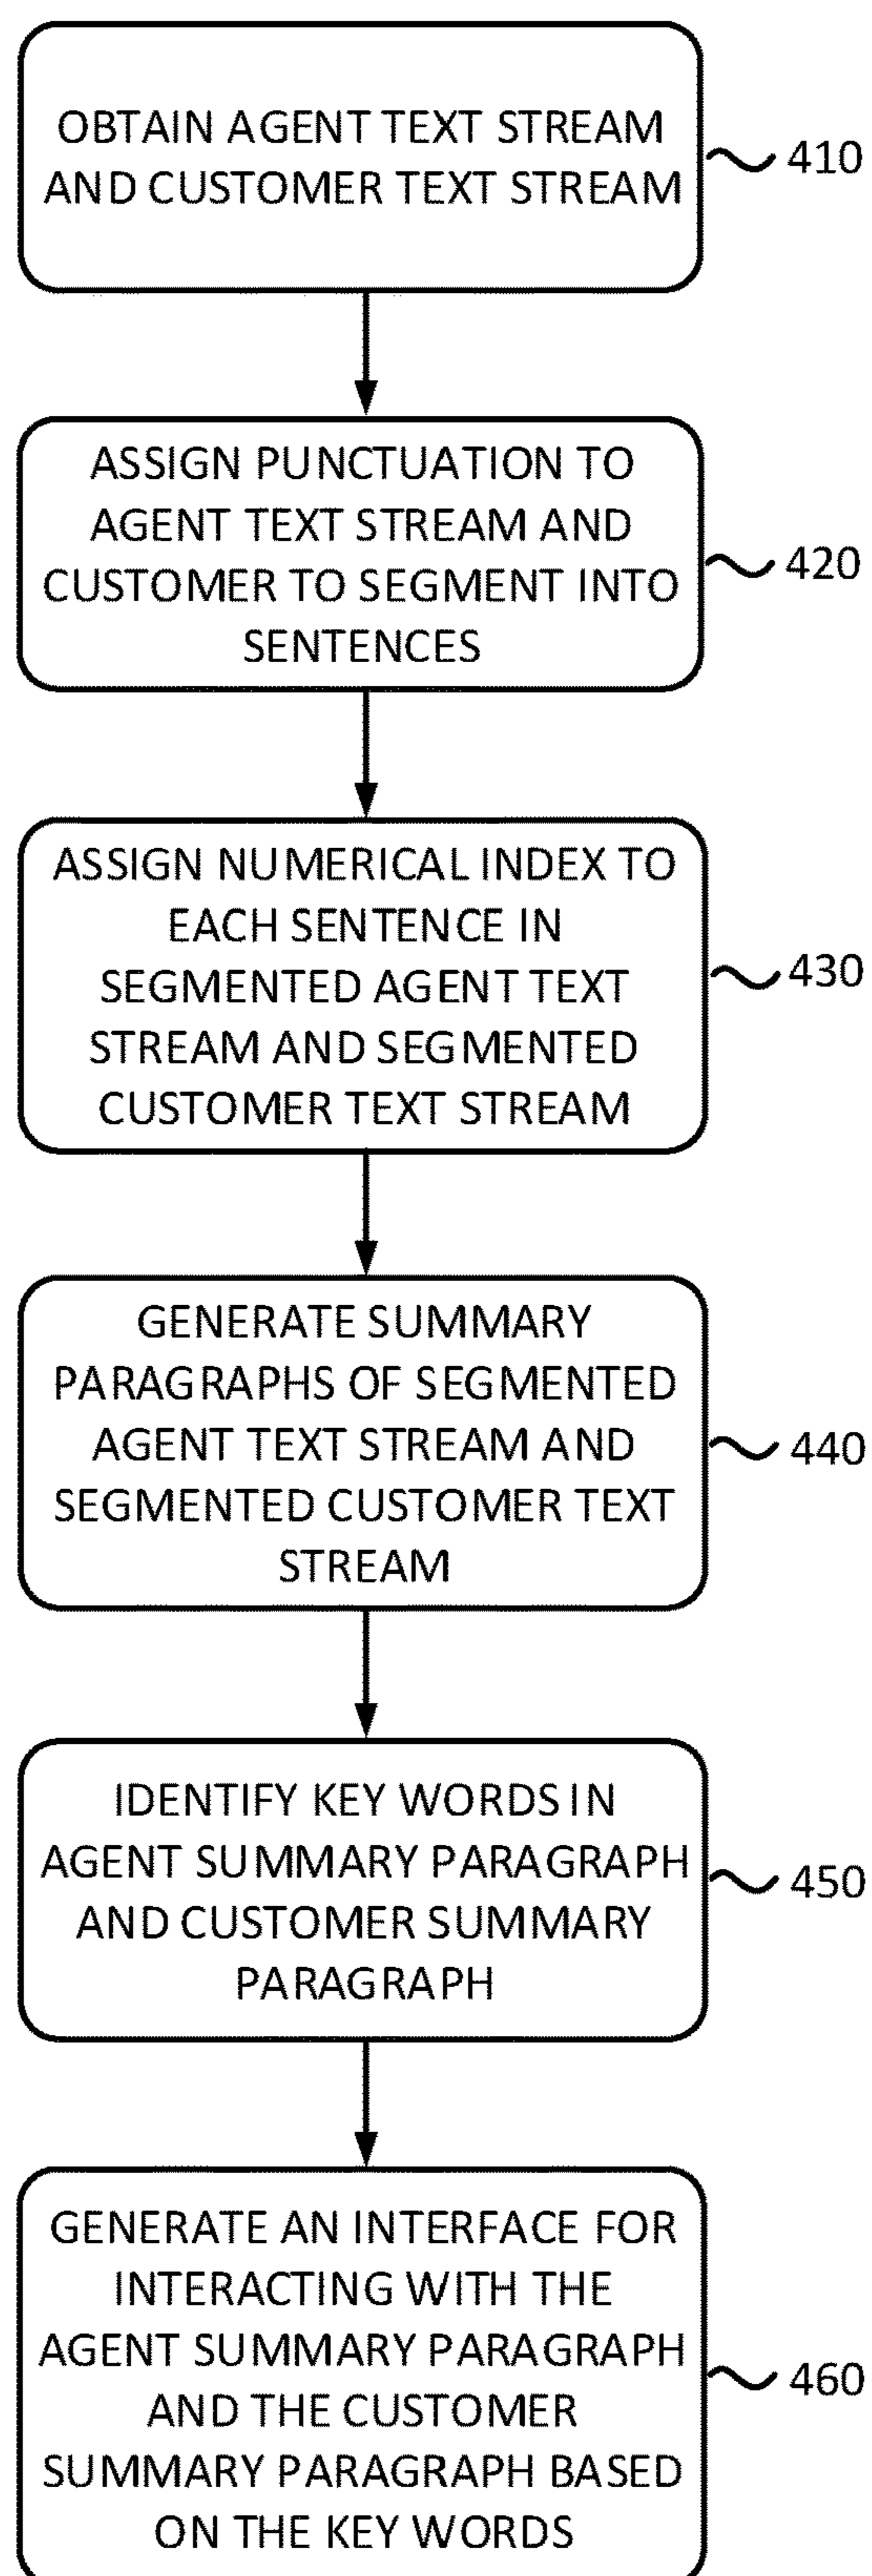 OBTAIN AGENT TEXT STREAM
AND CUSTOMER TEXT STREAM
410
ASSIGN PUNCTUATION TO
AGENT TEXT STREAM AND
CUSTOMER TO SEGMENT INTO
SENTENCES
420
ASSIGN NUMERICAL INDEX TO
EACH SENTENCE IN
SEGMENTED AGENT TEXT
STREAM AND SEGMENTED
CUSTOMER TEXT STREAM
430
GENERATE SUMMARY
PARAGRAPHS OF SEGMENTED
AGENT TEXT STREAM AND
SEGMENTED CUSTOMER TEXT
STREAM
440
IDENTIFY KEY WORDS IN
AGENT SUMMARY PARAGRAPH
AND CUSTOMER SUMMARY
PARAGRAPH
450
GENERATE AN INTERFACE FOR
INTERACTING WITH THE
AGENT SUMMARY PARAGRAPH
AND THE CUSTOMER
SUMMARY PARAGRAPH BASED
ON THE KEY WORDS
460